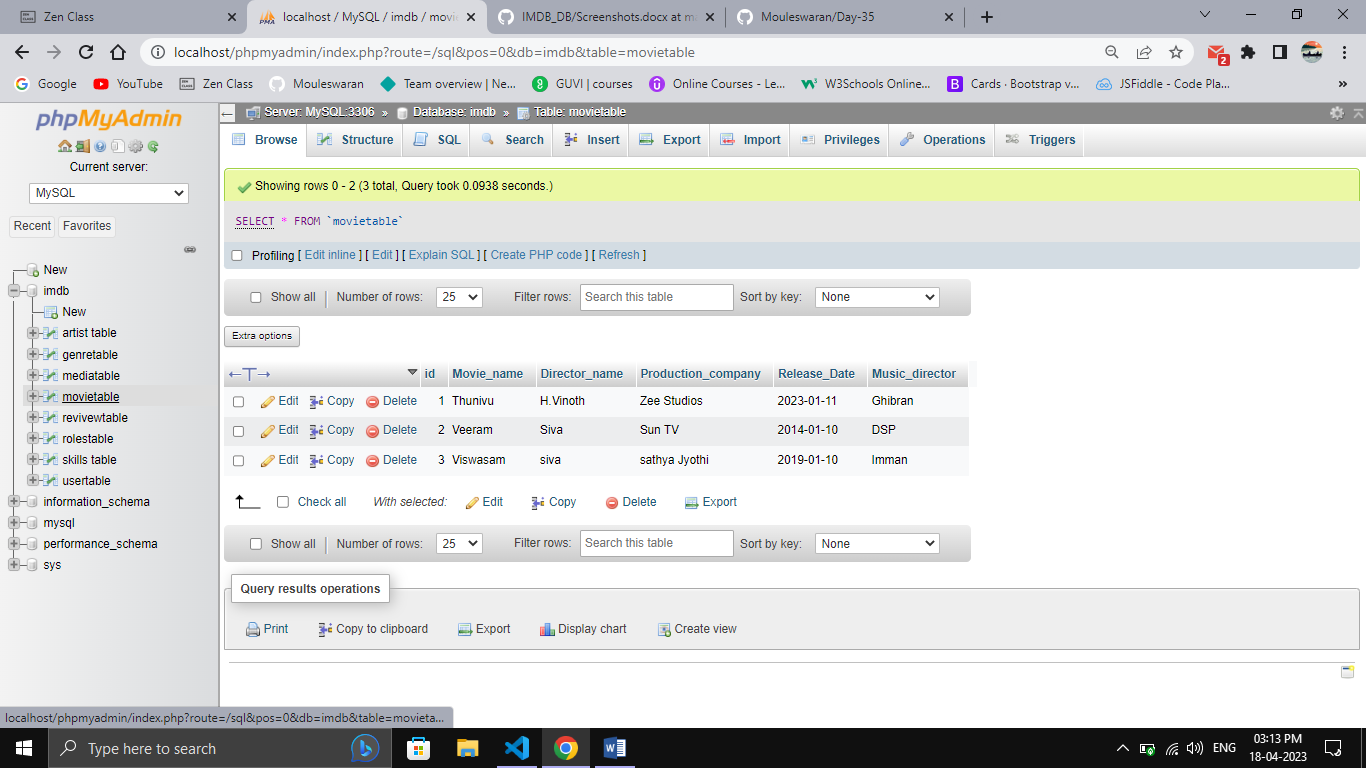 Zen Class
localhost / MySQL / imdb / movie
IMDB_DB/Screenshots.docx at ma
Mouleswaran/Day-35
localhost/phpmyadmin/index.php?route=/sql&pos=0&db=imdb&table=movietable
2
Google YouTube Zen Class Mouleswaran Team overview | Ne... GUVI | courses Online Courses - Le... W3Schools Online... Cards · Bootstrap v... JSFiddle - Code Pla... »
phpMyAdmin
Current server:
MySQL
Recent Favorites
New
imdb
New
artist table
genretable
mediatable
movietable
revivewtable
rolestable
skills table
usertable
information_schema
mysql
performance_schema
sys
Server: MySQL:3306 » Database: imdb » Table: movietable
Browse Structure SQL Search Insert Export Import Privileges Operations Triggers
Showing rows 0 - 2 (3 total, Query took 0.0938 seconds.)
SELECT * FROM `movietable`
Profiling [ Edit inline ] [ Edit ] [ Explain SQL ] [ Create PHP code ] [ Refresh ]
Show all Number of rows: 25 Filter rows: Search this table Sort by key: None
Extra options
←T→ id Movie_name Director_name Production_company Release_Date Music_director
Edit Copy Delete 1 Thunivu H.Vinoth Zee Studios 2023-01-11 Ghibran
Edit Copy Delete 2 Veeram Siva Sun TV 2014-01-10 DSP
Edit Copy Delete 3 Viswasam siva sathya Jyothi 2019-01-10 Imman
Check all With selected: Edit Copy Delete Export
Show all Number of rows: 25 Filter rows: Search this table Sort by key: None
Query results operations
Print Copy to clipboard Export Display chart Create view
localhost/phpmyadmin/index.php?route=/sql&pos=0&db=imdb&table=movieta...
Type here to search
ENG
03:13 PM
18-04-2023